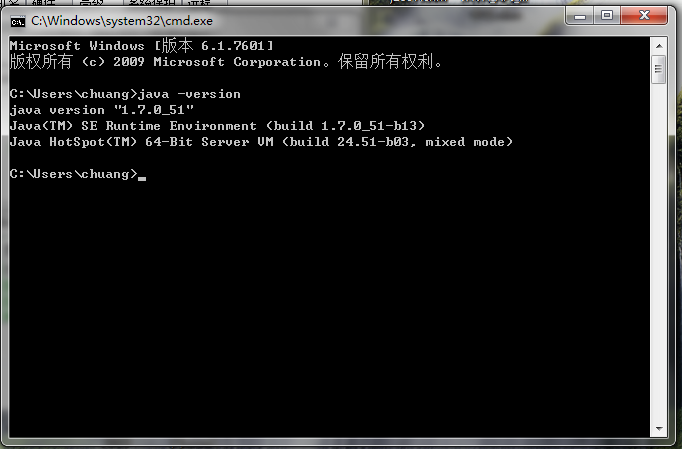 C:\Windows\system32\cmd.exe
Microsoft Windows [版本 6.1.7601]
版权所有 (c) 2009 Microsoft Corporation。保留所有权利。
C:\Users\chuang>java -version
java version "1.7.0_51"
Java(TM) SE Runtime Environment (build 1.7.0_51-b13)
Java HotSpot(TM) 64-Bit Server VM (build 24.51-b03, mixed mode)
C:\Users\chuang>